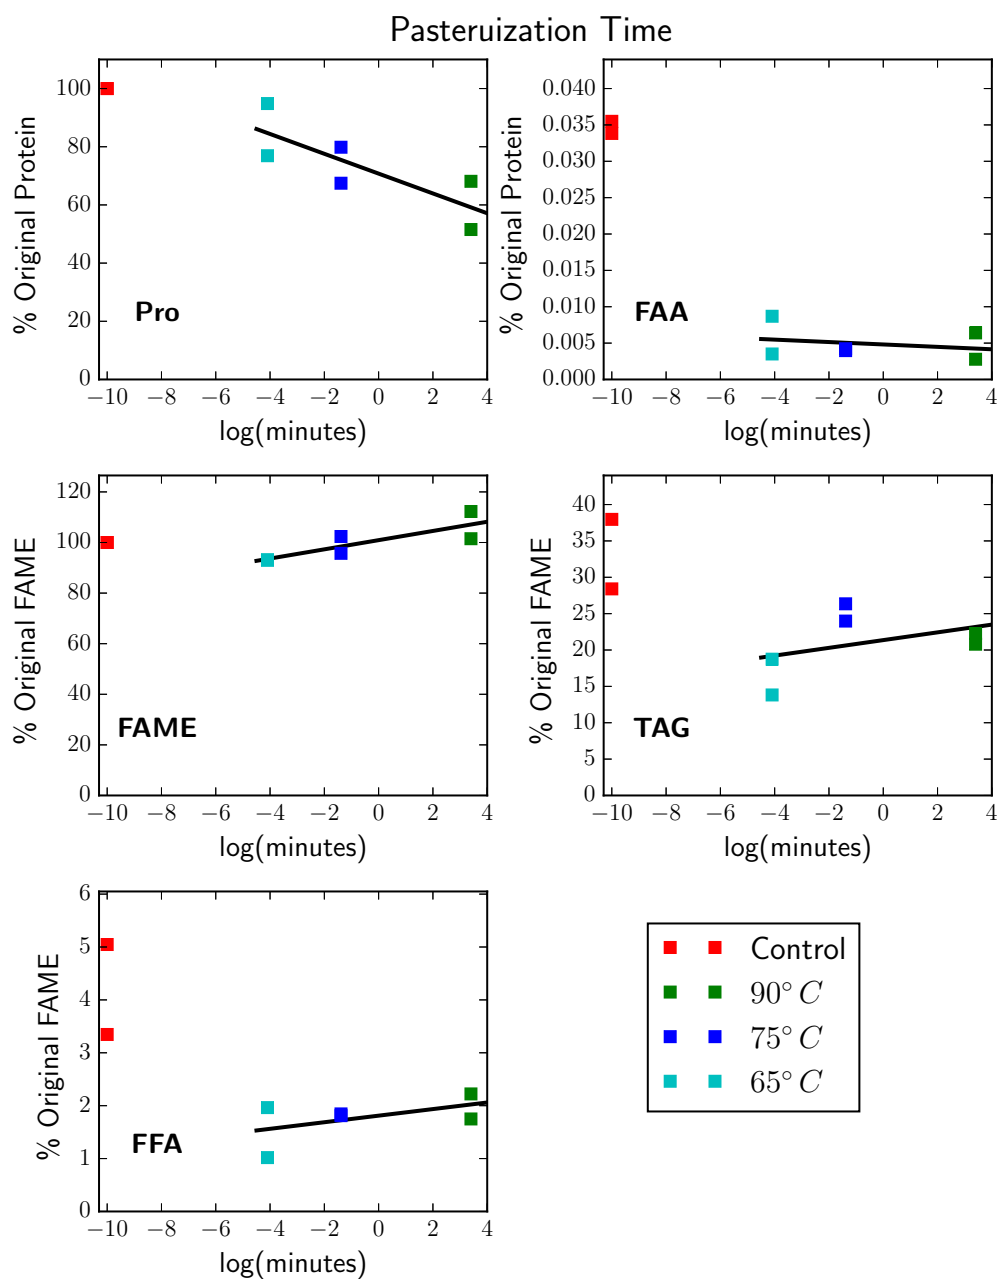 Pasteruization Time
% Original Protein
100
80
60
40
20
0
Pro
−10 −8 −6 −4 −2 0 2 4
log(minutes)
% Original Protein
0.040
0.035
0.030
0.025
0.020
0.015
0.010
0.005
0.000
FAA
−10 −8 −6 −4 −2 0 2 4
log(minutes)
% Original FAME
120
100
80
60
40
20
0
FAME
−10 −8 −6 −4 −2 0 2 4
log(minutes)
% Original FAME
40
35
30
25
20
15
10
5
0
TAG
−10 −8 −6 −4 −2 0 2 4
log(minutes)
% Original FAME
6
5
4
3
2
1
0
FFA
−10 −8 −6 −4 −2 0 2 4
log(minutes)
Control
90° C
75° C
65° C